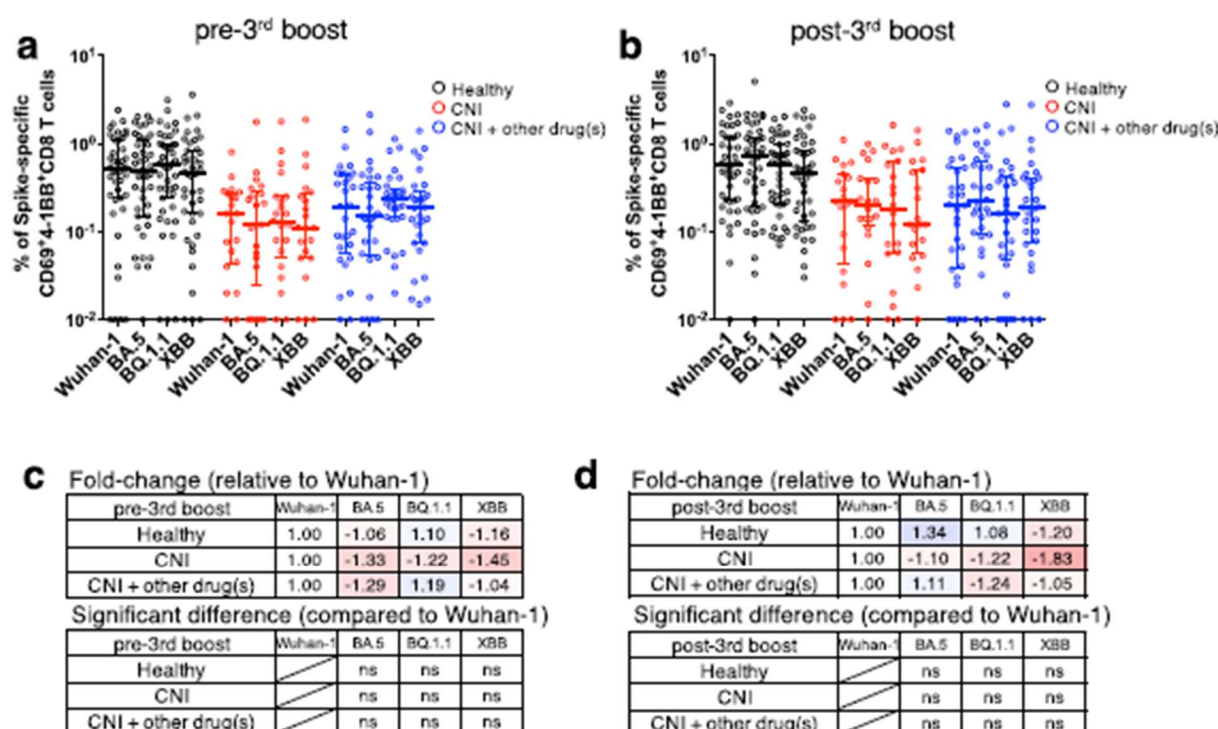 a
pre-3rd boost
% of Spike-specific
CD69+4-1BB+CD8 T cells
10^1
10^0
10^-1
10^-2
Wuhan-1
BA.5
BQ.1.1
XBB
Wuhan-1
BA.5
BQ.1.1
XBB
Wuhan-1
BA.5
BQ.1.1
XBB
Healthy
CNI
CNI + other drug(s)
b
post-3rd boost
% of Spike-specific
CD69+4-1BB+CD8 T cells
10^1
10^0
10^-1
10^-2
Wuhan-1
BA.5
BQ.1.1
XBB
Wuhan-1
BA.5
BQ.1.1
XBB
Wuhan-1
BA.5
BQ.1.1
XBB
Healthy
CNI
CNI + other drug(s)
c
Fold-change (relative to Wuhan-1)
pre-3rd boost Wuhan-1 BA.5 BQ.1.1 XBB
Healthy 1.00 -1.06 1.10 -1.16
CNI 1.00 -1.33 -1.22 -1.45
CNI + other drug(s) 1.00 -1.29 1.19 -1.04
Significant difference (compared to Wuhan-1)
pre-3rd boost Wuhan-1 BA.5 BQ.1.1 XBB
Healthy ns ns ns
CNI ns ns ns
CNI + other drug(s) ns ns ns
d
Fold-change (relative to Wuhan-1)
post-3rd boost Wuhan-1 BA.5 BQ.1.1 XBB
Healthy 1.00 1.34 1.08 -1.20
CNI 1.00 -1.10 -1.22 -1.83
CNI + other drug(s) 1.00 1.11 -1.24 -1.05
Significant difference (compared to Wuhan-1)
post-3rd boost Wuhan-1 BA.5 BQ.1.1 XBB
Healthy ns ns ns
CNI ns ns ns
CNI + other drug(s) ns ns ns